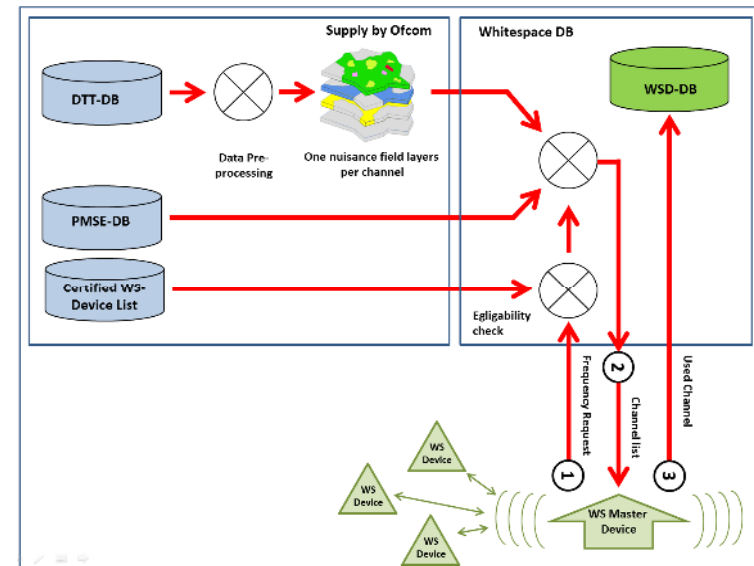 Supply by Ofcom
Whitespace DB
DTT-DB
WSD-DB
Data Pre-
processing
One nuisance field layers
per channel
PMSE-DB
Certified WS-
Device List
Egligability
check
Frequency Request
2
Channel list
Used Channel
1
3
WS
Device
WS
Device
WS
Device
WS Master
Device